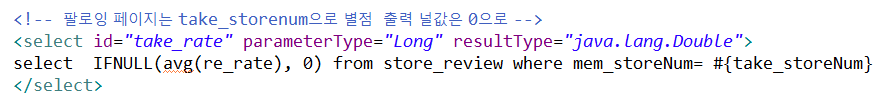 <!-- 팔로잉 페이지는 take_storenum으로 별점 출력 널값은 0으로 -->
<select id="take_rate" parameterType="Long" resultType="java.lang.Double">
select  IFNULL(avg(re_rate), 0) from store_review where mem_storeNum= #{take_storeNum}
</select>